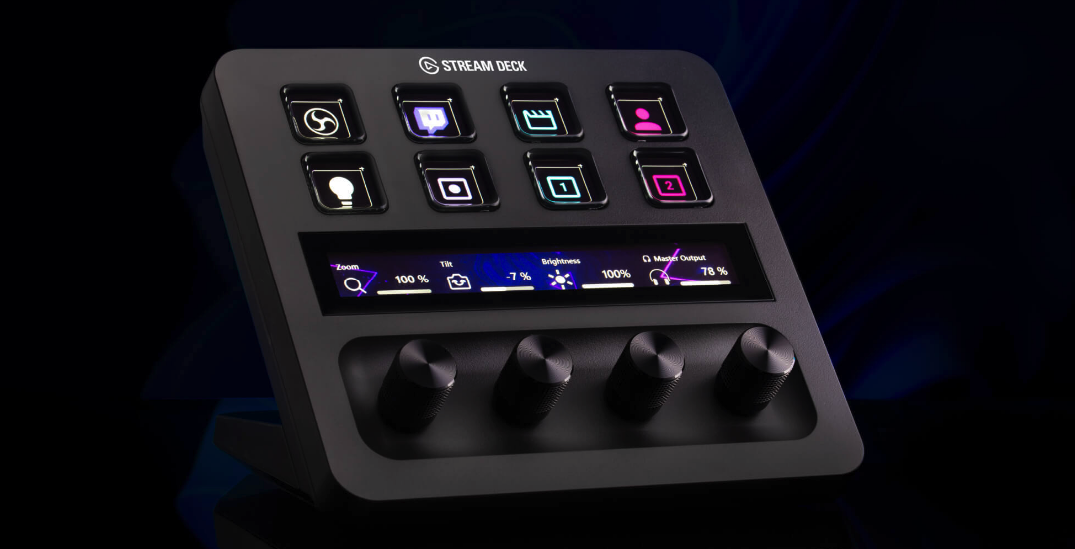 STREAM DECK
1
2
Zoom
100 %
Tilt
-7 %
Brightness
100%
Master Output
78 %